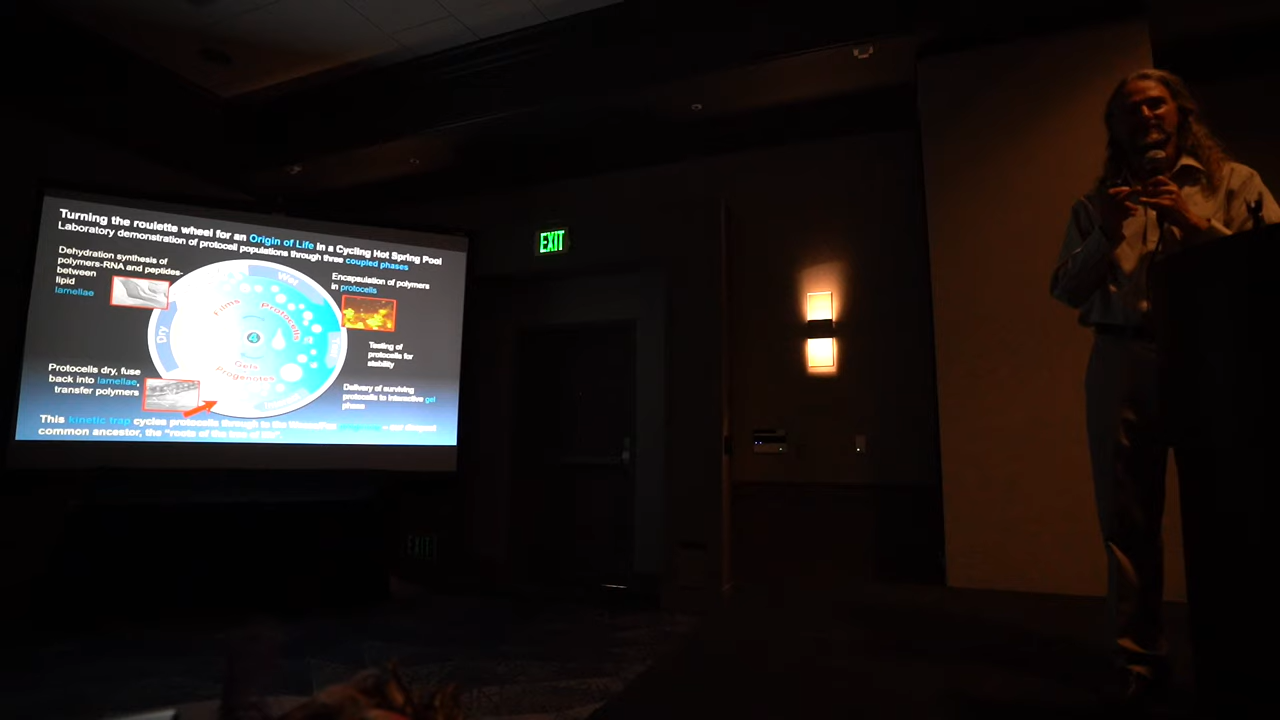 Turning the roulette wheel for an Origin of Life in a Cycling Hot Spring Pool
Laboratory demonstration of protocell populations through three coupled phases
Dehydration synthesis of
polymers-RNA and peptides-
between
lipid
lamellae
Encapsulation of polymers
in protocells
Wet
Films
Protocells
Dry
4
Gels
Progenotes
Testing of
protocells for
stability
Protocells dry, fuse
back into lamellae,
transfer polymers
Delivery of surviving
protocells to interactive gel
phase
This kinetic trap cycles protocells through to the
common ancestor, the "roots of the tree of life".
EXIT
EXIT